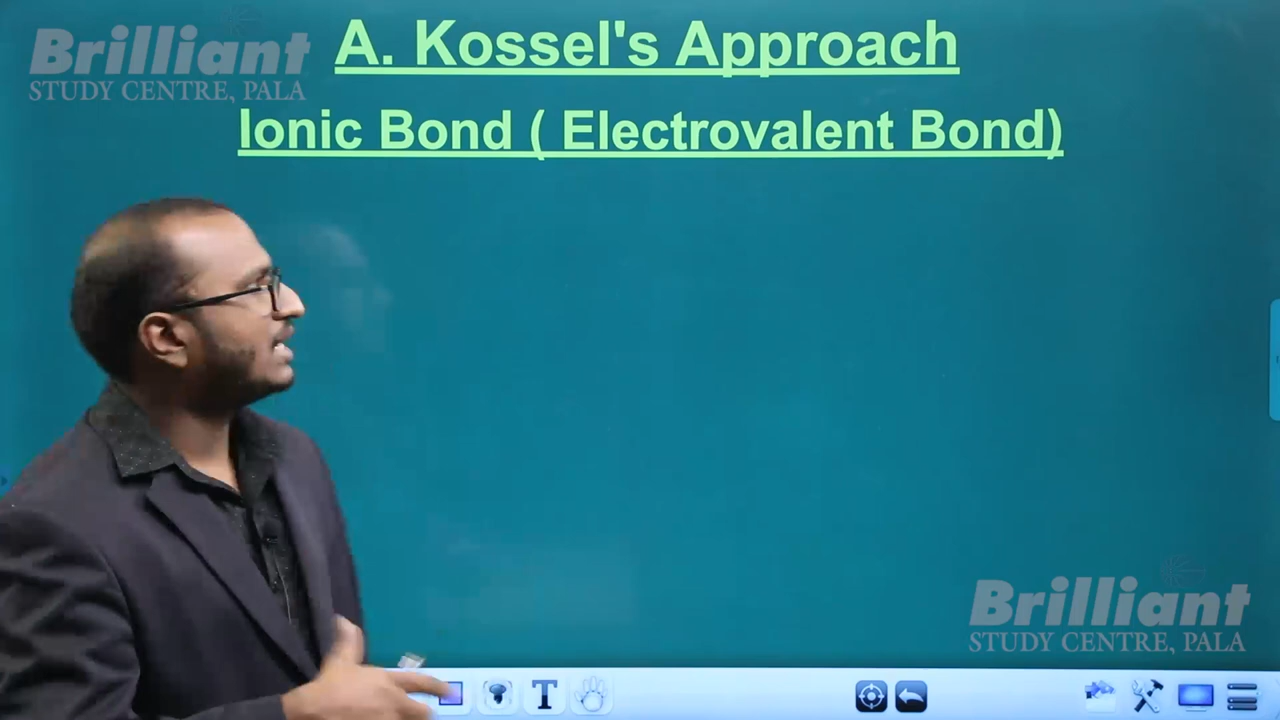 Brilliant
STUDY CENTRE, PALA
A. Kossel's Approach
Ionic Bond ( Electrovalent Bond)
Brilliant
STUDY CENTRE, PALA
T